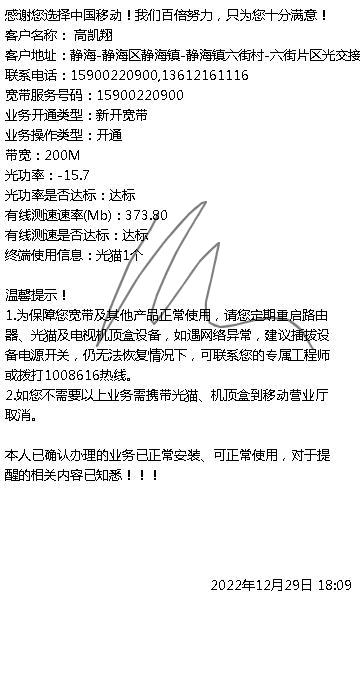 感谢您选择中国移动！我们百倍努力，只为您十分满意！
客户名称： 高凯翔
客户地址：静海-静海区静海镇-静海镇六街村-六街片区光交接
联系电话：15900220900,13612161116
宽带服务号码：15900220900
业务开通类型：新开宽带
业务操作类型：开通
带宽：200M
光功率：-15.7
光功率是否达标：达标
有线测速速率(Mb)：373.80
有线测速是否达标：达标
终端使用信息：光猫1个
温馨提示！
1.为保障您宽带及其他产品正常使用，请您定期重启路由
器、光猫及电视机顶盒设备，如遇网络异常，建议插拔设
备电源开关，仍无法恢复情况下，可联系您的专属工程师
或拨打1008616热线。
2.如您不需要以上业务需携带光猫、机顶盒到移动营业厅
取消。
本人已确认办理的业务已正常安装、可正常使用，对于提
醒的相关内容已知悉！！！
2022年12月29日 18:09